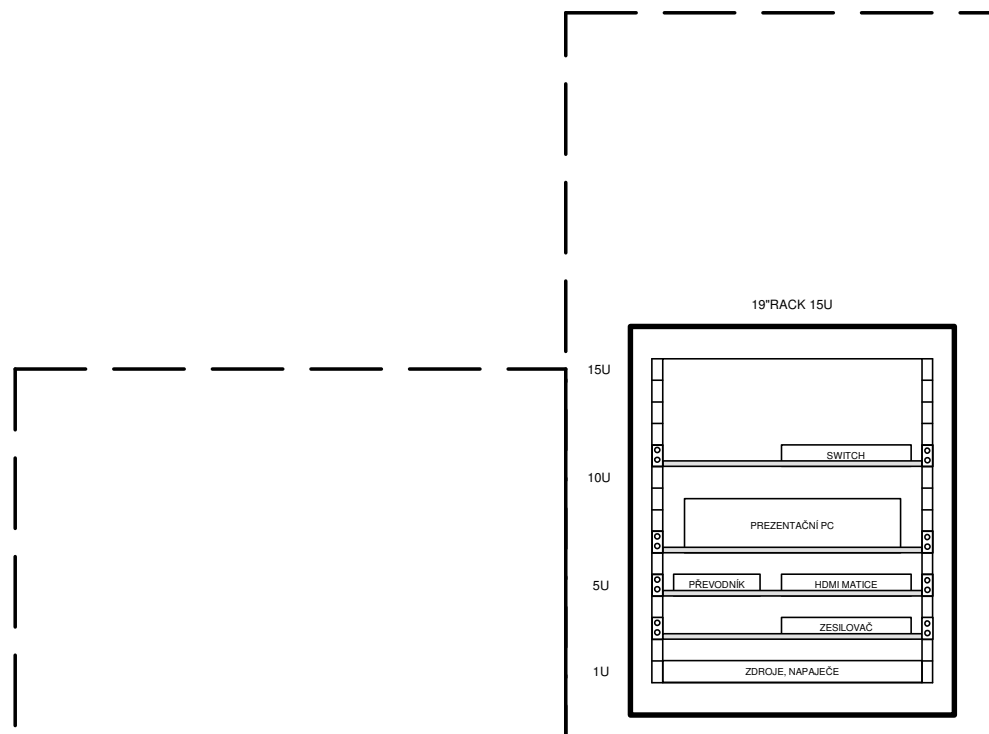 19"RACK 15U
15U
SWITCH
10U
PREZENTAČNÍ PC
5U
PŘEVODNÍK
HDMI MATICE
ZESILOVAČ
1U
ZDROJE, NAPAJEČE